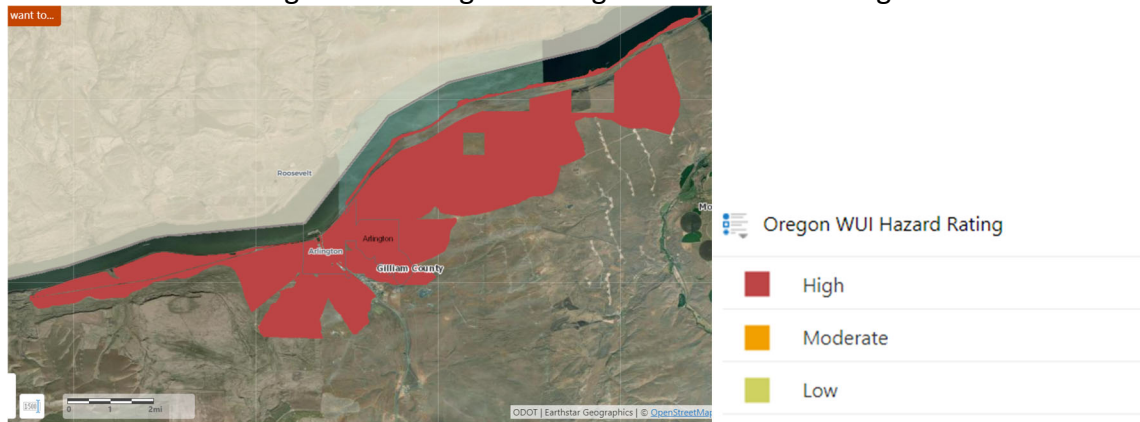 want to...
Roosevelt
Arlington
Arlington
Gilliam County
Mo
0 1 2mi
ODOT | Earthstar Geographics | © OpenStreetMap
Oregon WUI Hazard Rating
High
Moderate
Low